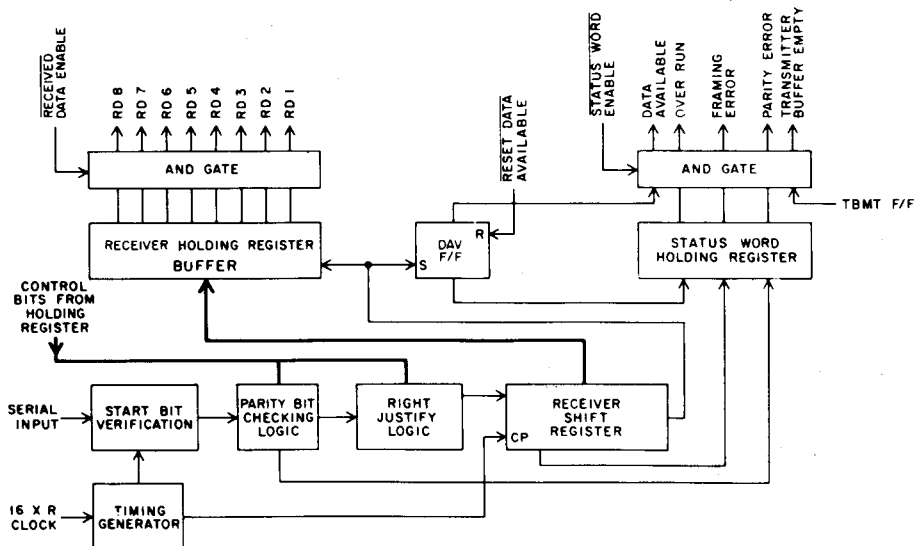 RECEIVED
DATA ENABLE
RD 8
RD 7
RD 6
RD 5
RD 4
RD 3
RD 2
RD 1
STATUS WORD
ENABLE
DATA
AVAILABLE
OVER RUN
FRAMING
ERROR
PARITY ERROR
TRANSMITTER
BUFFER EMPTY
RESET DATA
AVAILABLE
AND GATE
AND GATE
TBMT F/F
RECEIVER HOLDING REGISTER
BUFFER
R
DAV
F/F
S
STATUS WORD
HOLDING REGISTER
CONTROL
BITS FROM
HOLDING
REGISTER
SERIAL
INPUT
START BIT
VERIFICATION
PARITY BIT
CHECKING
LOGIC
RIGHT
JUSTIFY
LOGIC
RECEIVER
SHIFT
REGISTER
CP
16 X R
CLOCK
TIMING
GENERATOR